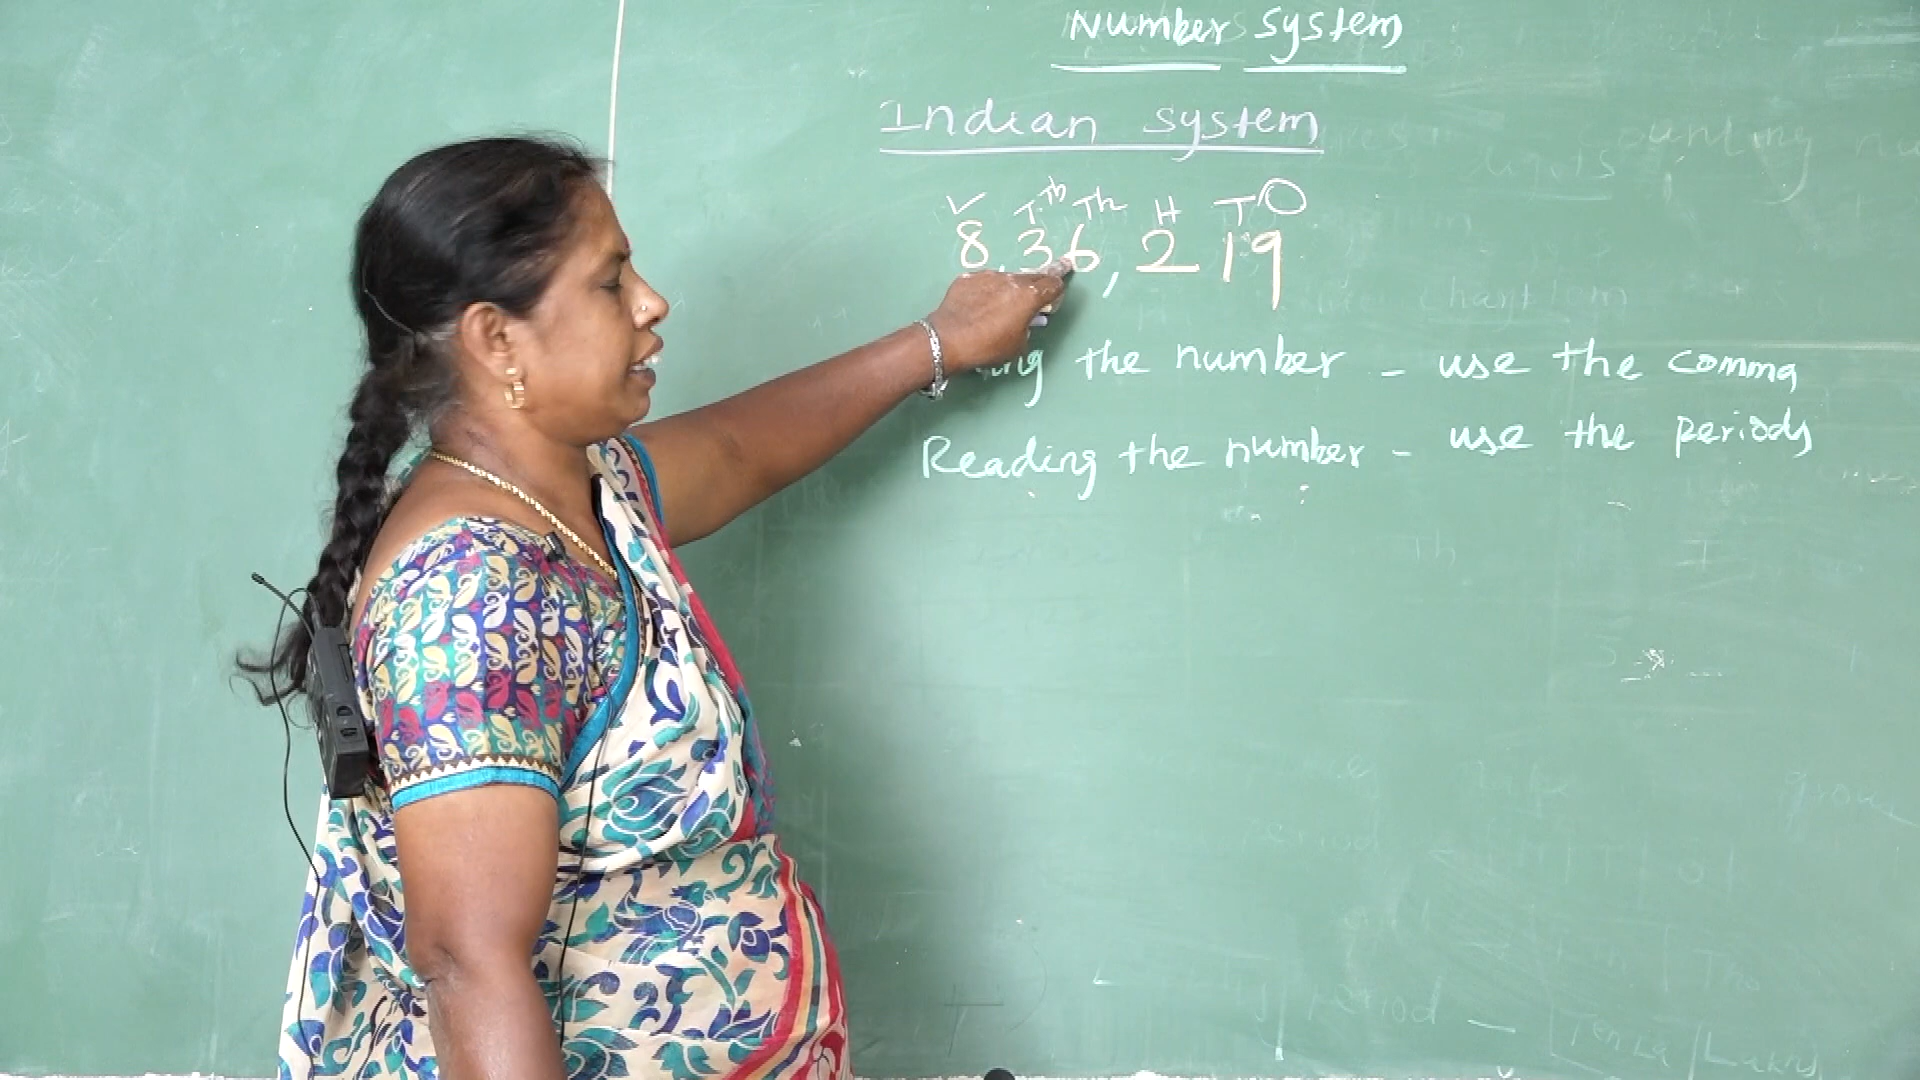 Number system
Indian system
L T.Th Th H T O
8,36,219
the number - use the comma
Reading the number - use the periods